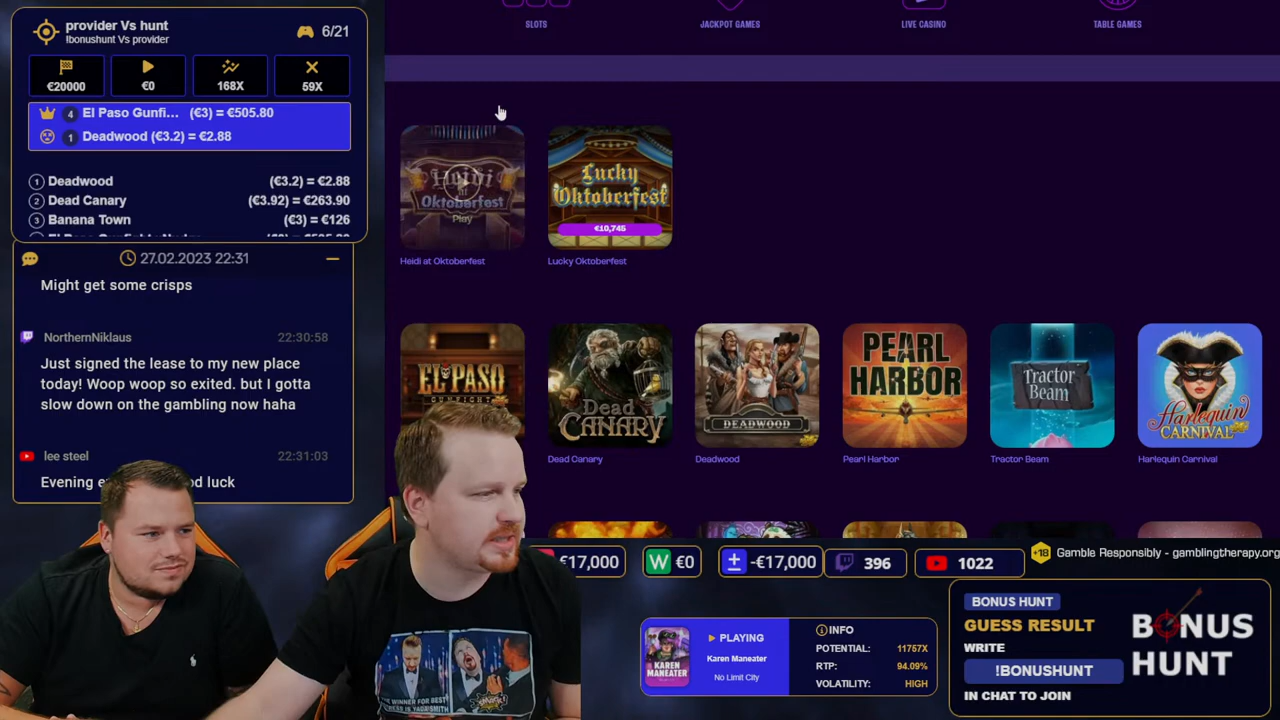 provider Vs hunt
!bonushunt Vs provider
6/21
€20000
€0
168X
59X
4 El Paso Gunfi... (€3) = €505.80
1 Deadwood (€3.2) = €2.88
1 Deadwood (€3.2) = €2.88
2 Dead Canary (€3.92) = €263.90
3 Banana Town (€3) = €126
27.02.2023 22:31
Might get some crisps
NorthernNiklaus 22:30:58
Just signed the lease to my new place
today! Woop woop so exited. but I gotta
slow down on the gambling now haha
lee steel 22:31:03
Evening
luck
SLOTS
JACKPOT GAMES
LIVE CASINO
TABLE GAMES
Heidi
Oktoberfest
Play
Lucky
Oktoberfest
€10,745
Heidi at Oktoberfest
Lucky Oktoberfest
EL PASO
Dead
CANARY
DEADWOOD
PEARL
HARBOR
Tractor
Beam
Harlequin
CARNIVAL
Dead Canary
Deadwood
Pearl Harbor
Tractor Beam
Harlequin Carnival
€17,000
W €0
-€17,000
396
1022
+18 Gamble Responsibly - gamblingtherapy.org
KAREN
MANEATER
PLAYING
Karen Maneater
No Limit City
INFO
POTENTIAL: 11757X
RTP: 94.09%
VOLATILITY: HIGH
BONUS HUNT
GUESS RESULT
WRITE
!BONUSHUNT
IN CHAT TO JOIN
BONUS
HUNT